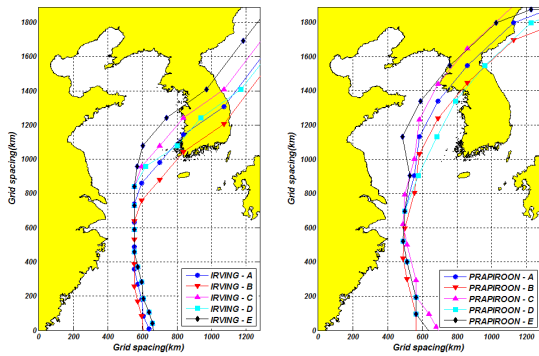 1800
1600
1400
1200
1000
800
600
400
200
0
Grid spacing(km)
0 200 400 600 800 1000 1200
Grid spacing(km)
IRVING - A
IRVING - B
IRVING - C
IRVING - D
IRVING - E
1800
1600
1400
1200
1000
800
600
400
200
0
Grid spacing(km)
0 200 400 600 800 1000 1200
Grid spacing(km)
PRAPIROON - A
PRAPIROON - B
PRAPIROON - C
PRAPIROON - D
PRAPIROON - E